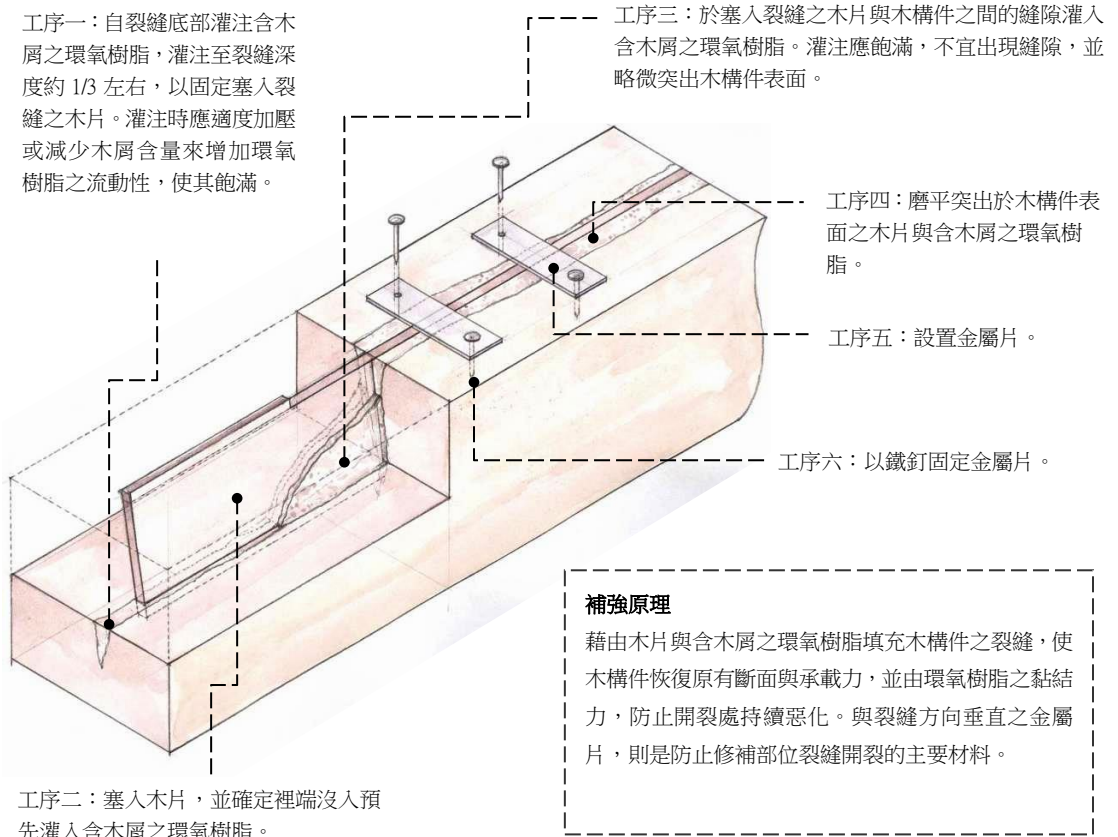 工序一：自裂縫底部灌注含木
屑之環氧樹脂，灌注至裂縫深
度約 1/3 左右，以固定塞入裂
縫之木片。灌注時應適度加壓
或減少木屑含量來增加環氧
樹脂之流動性，使其飽滿。
工序三：於塞入裂縫之木片與木構件之間的縫隙灌入
含木屑之環氧樹脂。灌注應飽滿，不宜出現縫隙，並
略微突出木構件表面。
工序四：磨平突出於木構件表
面之木片與含木屑之環氧樹
脂。
工序五：設置金屬片。
工序六：以鐵釘固定金屬片。
補強原理
藉由木片與含木屑之環氧樹脂填充木構件之裂縫，使
木構件恢復原有斷面與承載力，並由環氧樹脂之黏結
力，防止開裂處持續惡化。與裂縫方向垂直之金屬
片，則是防止修補部位裂縫開裂的主要材料。
工序二：塞入木片，並確定裡端沒入預
先灌入含木屑之環氧樹脂。